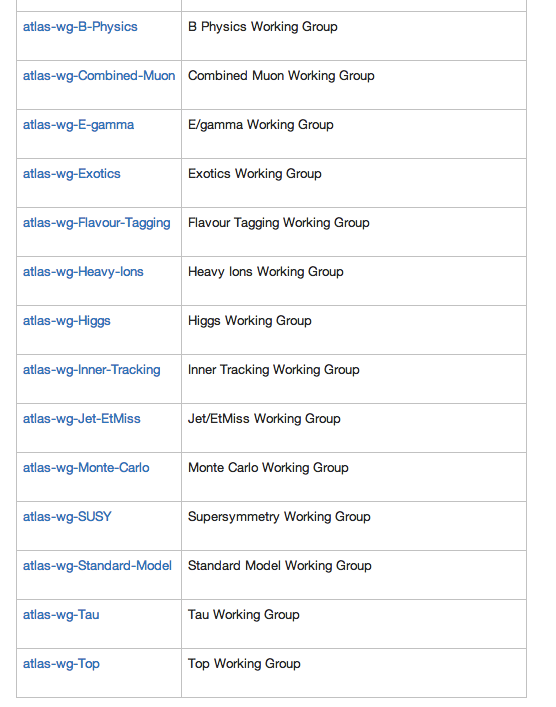 atlas-wg-B-Physics B Physics Working Group
atlas-wg-Combined-Muon Combined Muon Working Group
atlas-wg-E-gamma E/gamma Working Group
atlas-wg-Exotics Exotics Working Group
atlas-wg-Flavour-Tagging Flavour Tagging Working Group
atlas-wg-Heavy-Ions Heavy Ions Working Group
atlas-wg-Higgs Higgs Working Group
atlas-wg-Inner-Tracking Inner Tracking Working Group
atlas-wg-Jet-EtMiss Jet/EtMiss Working Group
atlas-wg-Monte-Carlo Monte Carlo Working Group
atlas-wg-SUSY Supersymmetry Working Group
atlas-wg-Standard-Model Standard Model Working Group
atlas-wg-Tau Tau Working Group
atlas-wg-Top Top Working Group